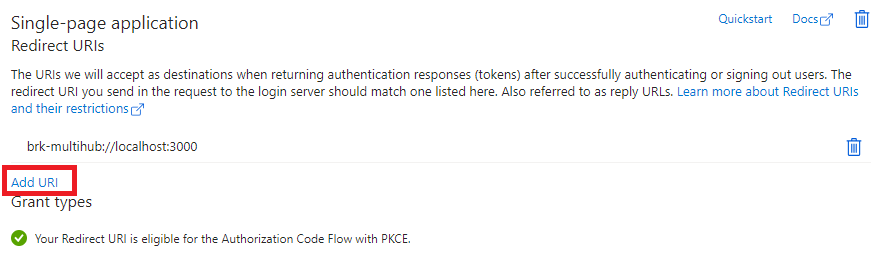 Single-page application
Quickstart
Docs
Redirect URIs
The URIs we will accept as destinations when returning authentication responses (tokens) after successfully authenticating or signing out users. The
redirect URI you send in the request to the login server should match one listed here. Also referred to as reply URLs. Learn more about Redirect URIs
and their restrictions
brk-multihub://localhost:3000
Add URI
Grant types
Your Redirect URI is eligible for the Authorization Code Flow with PKCE.